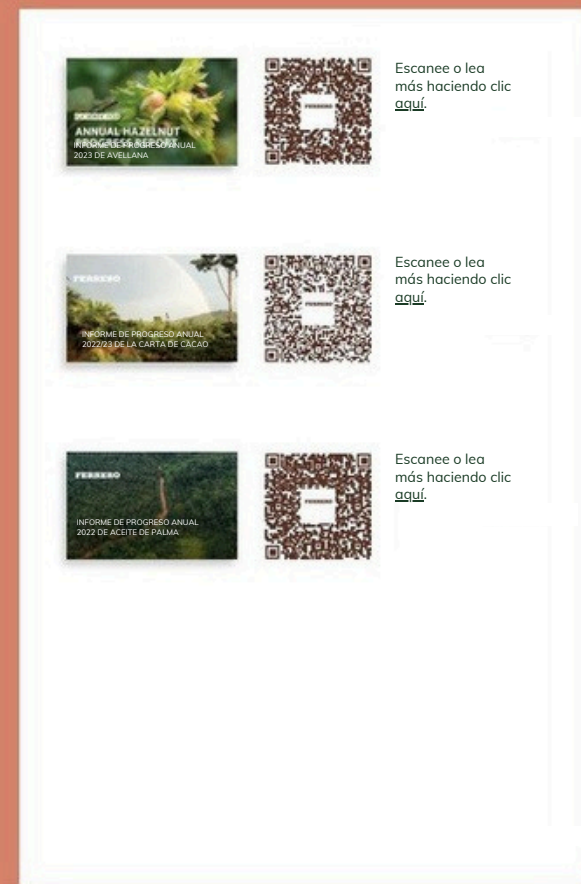 FERRERO
ANNUAL HAZELNUT
PROGRESS REPORT
INFORME DE PROGRESO ANUAL
2023 DE AVELLANA
FERRERO
Escanee o lea
más haciendo clic
aquí.
FERRERO
INFORME DE PROGRESO ANUAL
2022/23 DE LA CARTA DE CACAO
FERRERO
Escanee o lea
más haciendo clic
aquí.
FERRERO
INFORME DE PROGRESO ANUAL
2022 DE ACEITE DE PALMA
FERRERO
Escanee o lea
más haciendo clic
aquí.